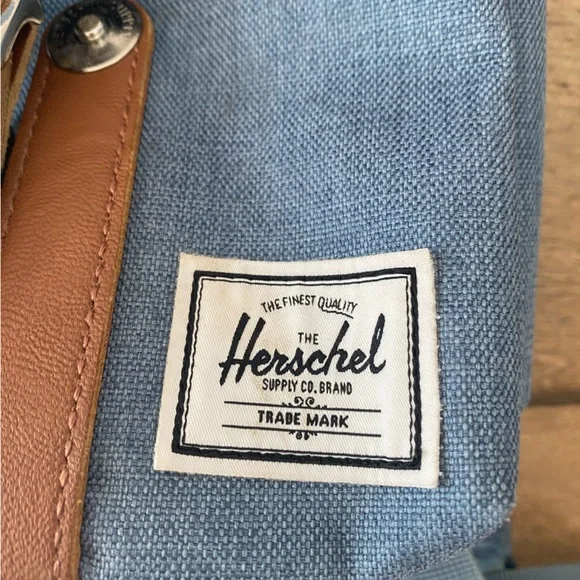 THE FINEST QUALITY
THE
Herschel
SUPPLY CO. BRAND
TRADE MARK